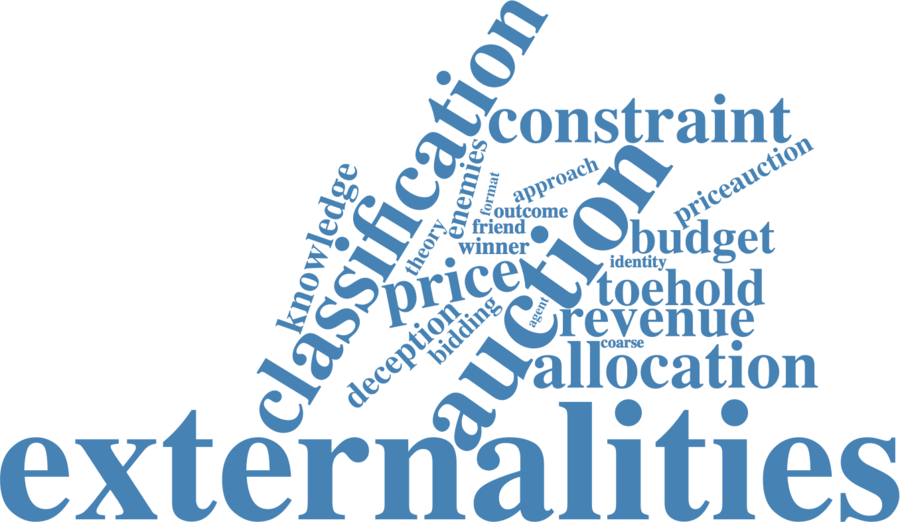 classification
constraint
enemies
priceauction
knowledge
format
approach
auction
outcome
friend
theory
winner
budget
identity
price
toehold
agent
deception
bidding
revenue
coarse
allocation
externalities